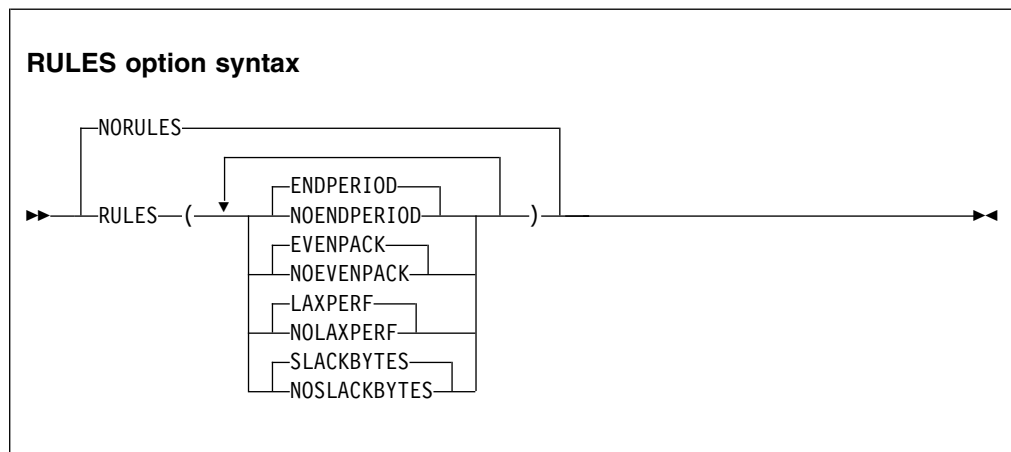 RULES option syntax
NORULES
ENDPERIOD
RULES ( NOENDPERIOD )
EVENPACK
NOEVENPACK
LAXPERF
NOLAXPERF
SLACKBYTES
NOSLACKBYTES